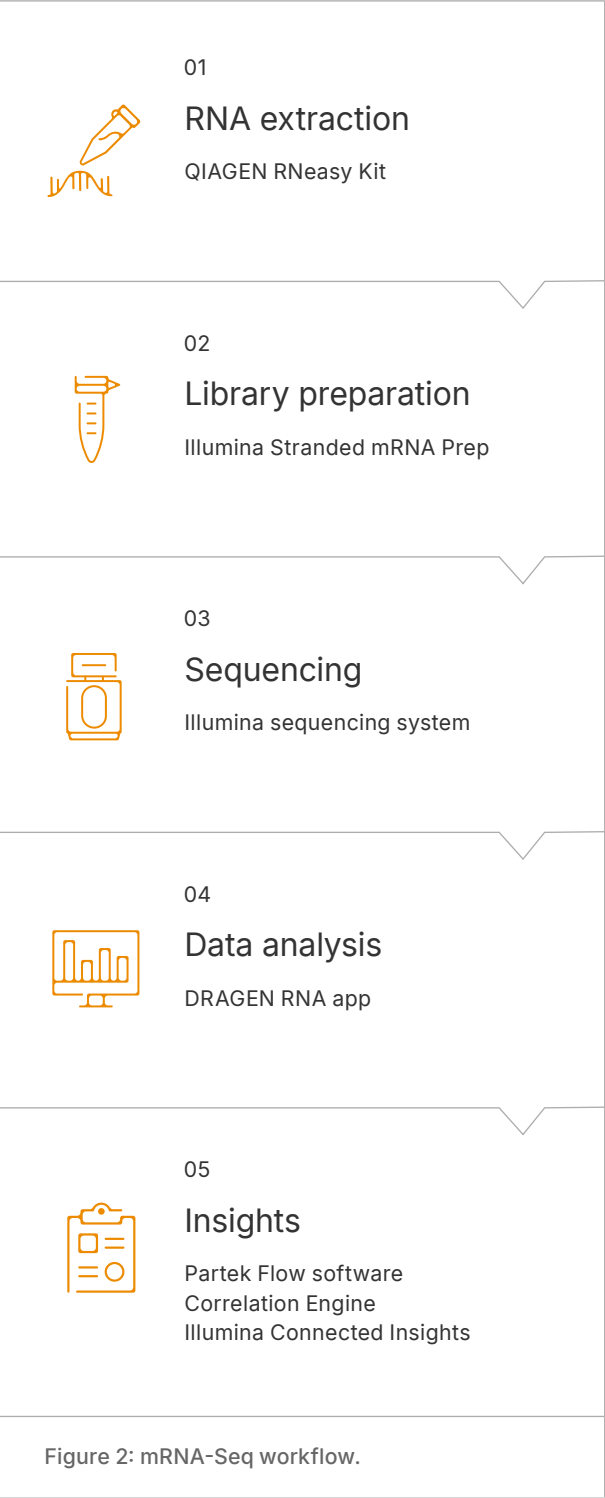 01
RNA extraction
QIAGEN RNeasy Kit
02
Library preparation
Illumina Stranded mRNA Prep
03
Sequencing
Illumina sequencing system
04
Data analysis
DRAGEN RNA app
05
Insights
Partek Flow software
Correlation Engine
Illumina Connected Insights
Figure 2: mRNA-Seq workflow.